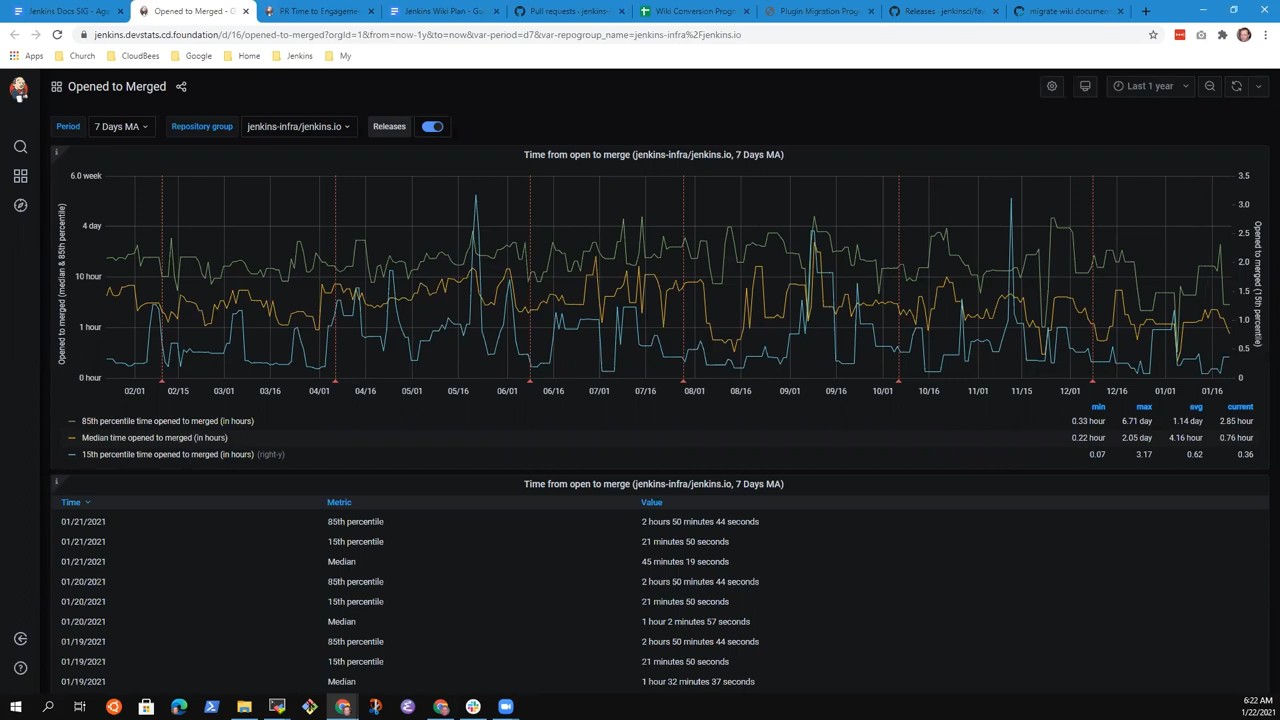 Jenkins Docs SIG - Age
Opened to Merged - G
PR Time to Engageme
Jenkins Wiki Plan - Go
Pull requests · jenkins-
Wiki Conversion Progr
Plugin Migration Prog
Releases · jenkinsci/fa
migrate wiki documen
jenkins.devstats.cd.foundation/d/16/opened-to-merged?orgId=1&from=now-1y&to=now&var-period=d7&var-repogroup_name=jenkins-infra%2Fjenkins.io
Apps Church CloudBees Google Home Jenkins My
Opened to Merged
Last 1 year
Period 7 Days MA Repository group jenkins-infra/jenkins.io Releases
Time from open to merge (jenkins-infra/jenkins.io, 7 Days MA)
Opened to merged (median & 85th percentile)
6.0 week
4 day
10 hour
1 hour
0 hour
3.5
3.0
2.5
2.0
1.5
1.0
0.5
0
Opened to merged (15th percentile)
02/01 02/15 03/01 03/16 04/01 04/16 05/01 05/16 06/01 06/16 07/01 07/16 08/01 08/16 09/01 09/16 10/01 10/16 11/01 11/15 12/01 12/16 01/01 01/16
min max avg current
85th percentile time opened to merged (in hours) 0.33 hour 6.71 day 1.14 day 2.85 hour
Median time opened to merged (in hours) 0.22 hour 2.05 day 4.16 hour 0.76 hour
15th percentile time opened to merged (in hours) (right-y) 0.07 3.17 0.62 0.36
Time from open to merge (jenkins-infra/jenkins.io, 7 Days MA)
Time Metric Value
01/21/2021 85th percentile 2 hours 50 minutes 44 seconds
01/21/2021 15th percentile 21 minutes 50 seconds
01/21/2021 Median 45 minutes 19 seconds
01/20/2021 85th percentile 2 hours 50 minutes 44 seconds
01/20/2021 15th percentile 21 minutes 50 seconds
01/20/2021 Median 1 hour 2 minutes 57 seconds
01/19/2021 85th percentile 2 hours 50 minutes 44 seconds
01/19/2021 15th percentile 21 minutes 50 seconds
01/19/2021 Median 1 hour 32 minutes 37 seconds
6:22 AM
1/22/2021